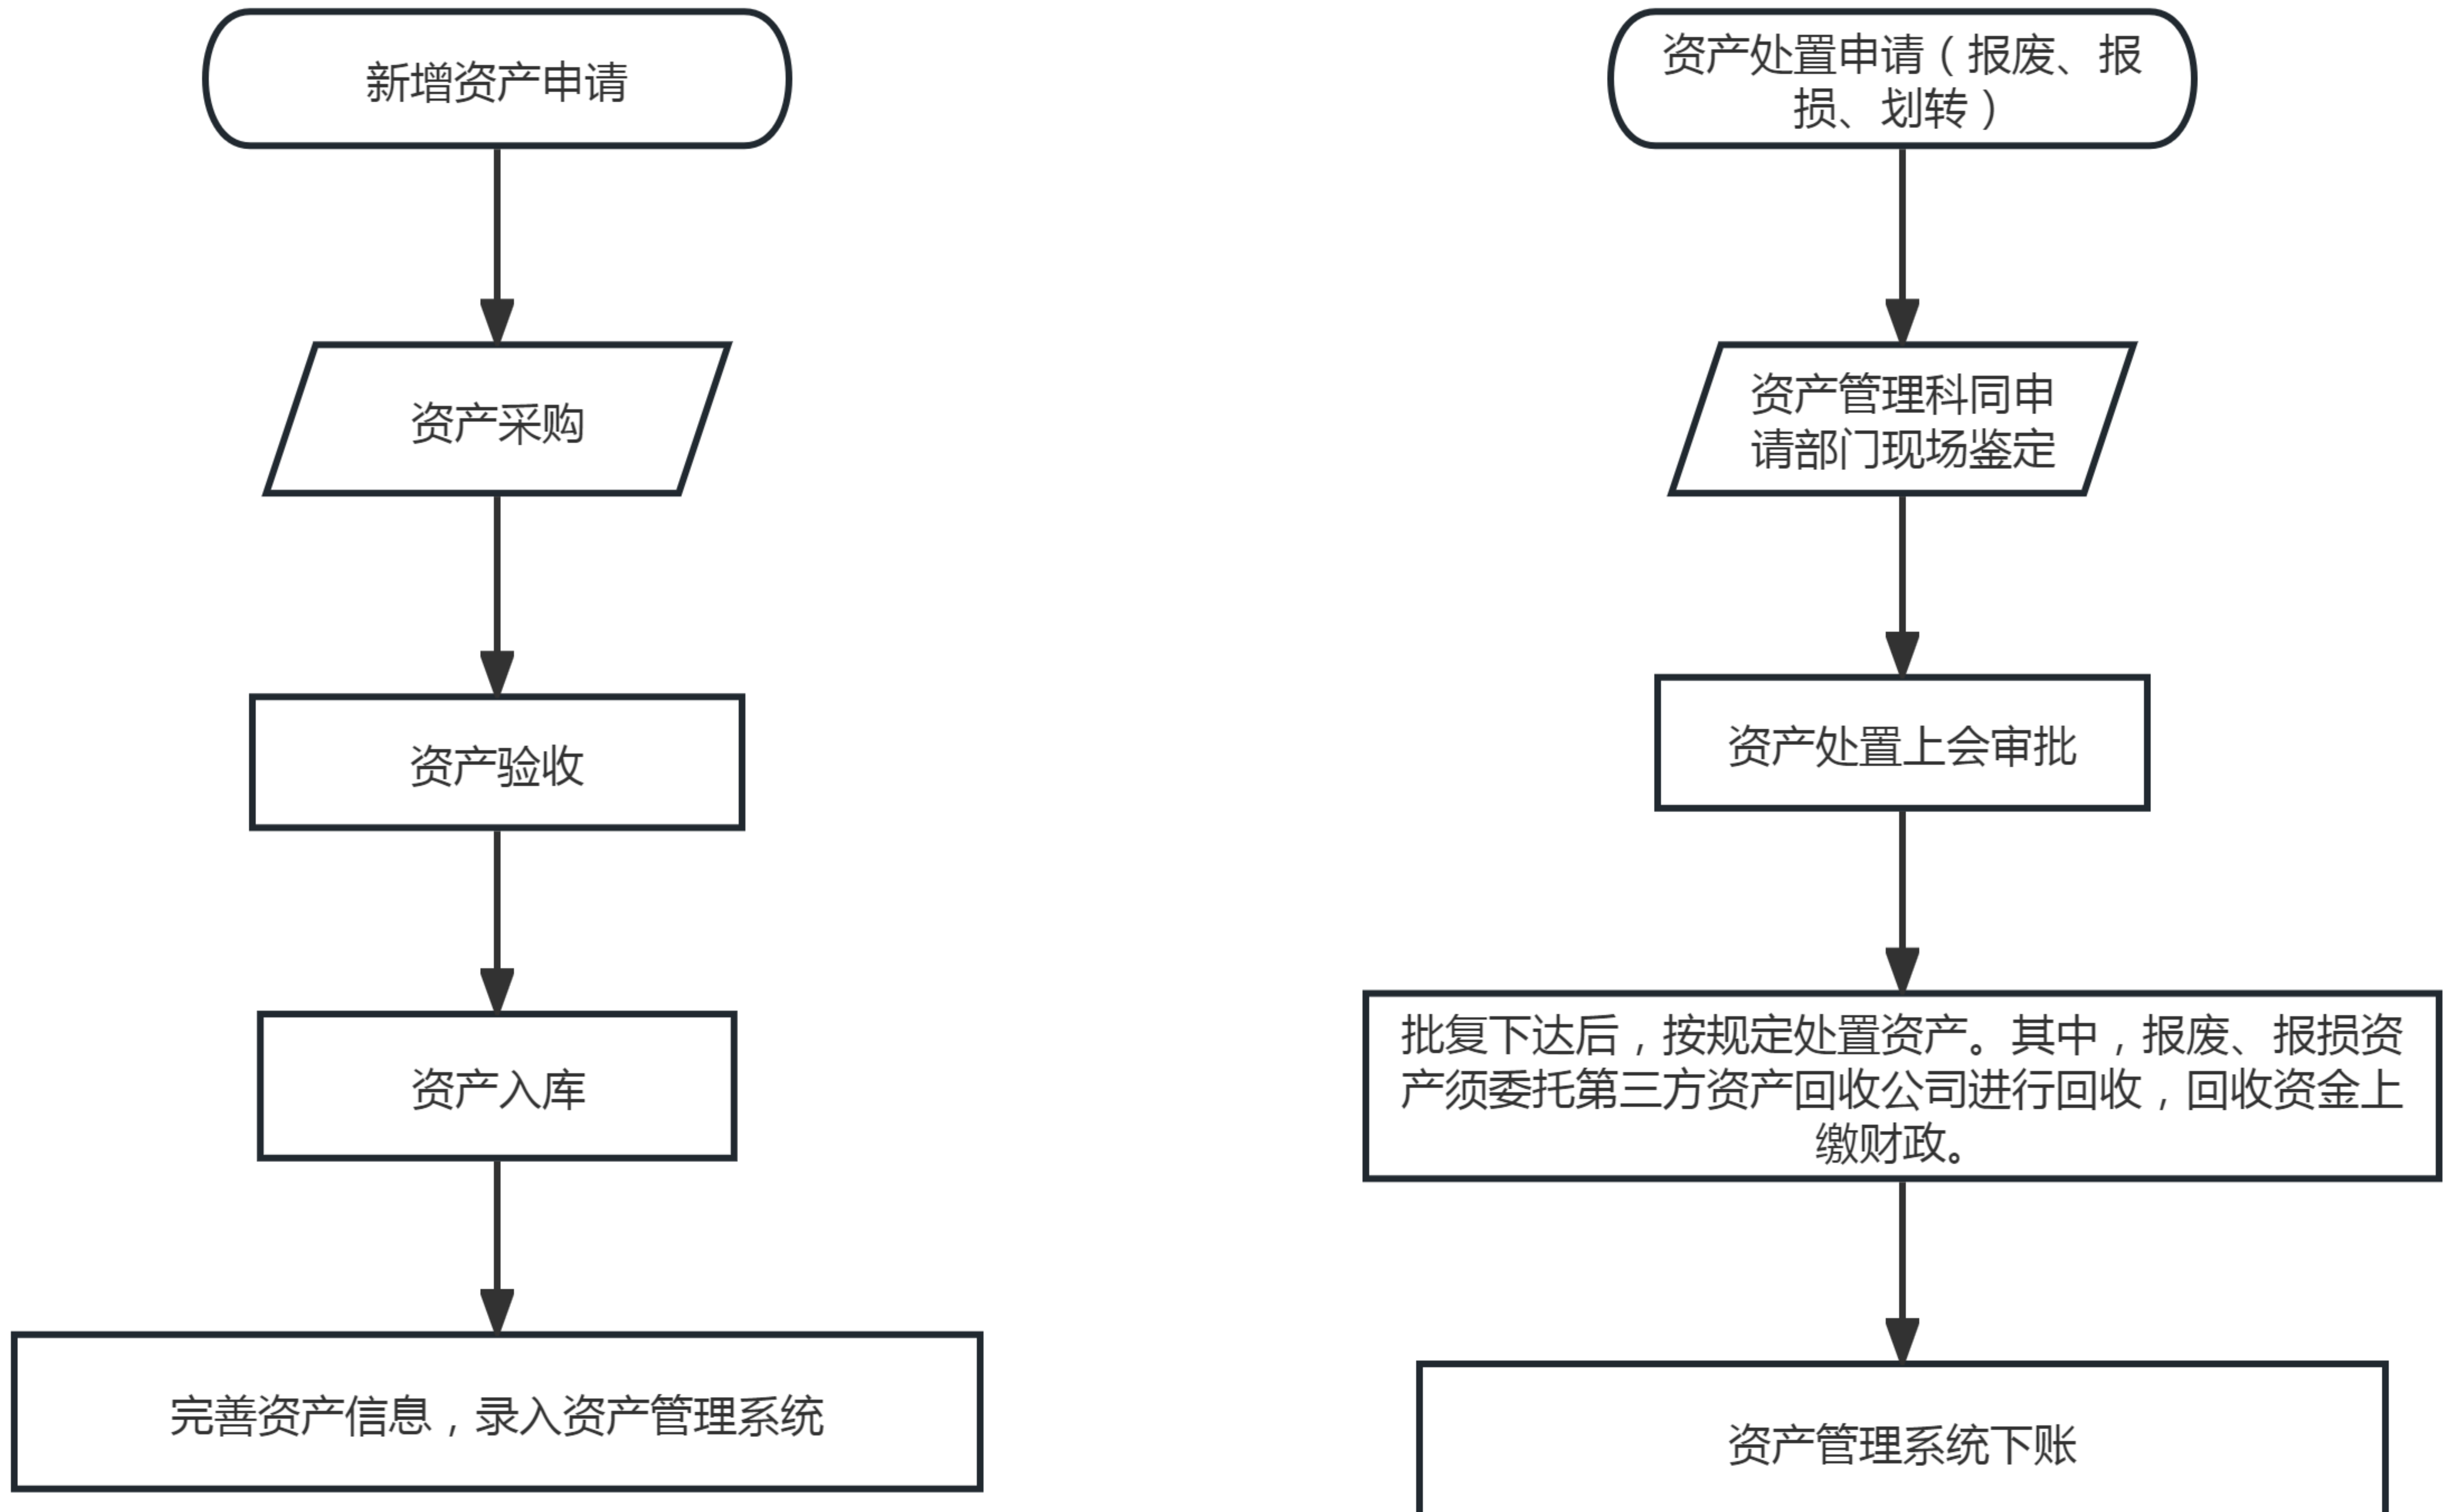 新增资产申请
资产采购
资产验收
资产入库
完善资产信息，录入资产管理系统
资产处置申请（报废、报
损、划转）
资产管理科同申
请部门现场鉴定
资产处置上会审批
批复下达后，按规定处置资产。其中，报废、报损资
产须委托第三方资产回收公司进行回收，回收资金上
缴财政。
资产管理系统下账